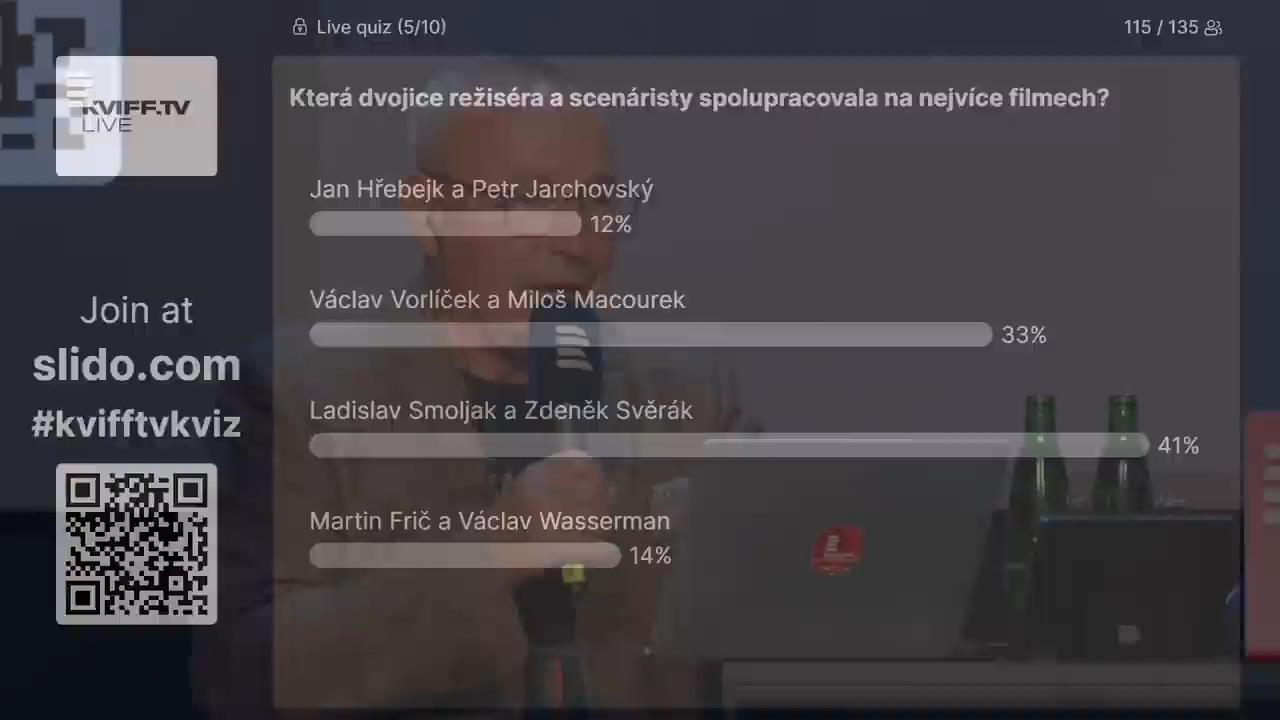 Live quiz (5/10)
115 / 135
KVIFF.TV
LIVE
Která dvojice režiséra a scenáristy spolupracovala na nejvíce filmech?
Jan Hřebejk a Petr Jarchovský
12%
Václav Vorlíček a Miloš Macourek
33%
Ladislav Smoljak a Zdeněk Svěrák
41%
Martin Frič a Václav Wasserman
14%
Join at
slido.com
#kvifftvkviz